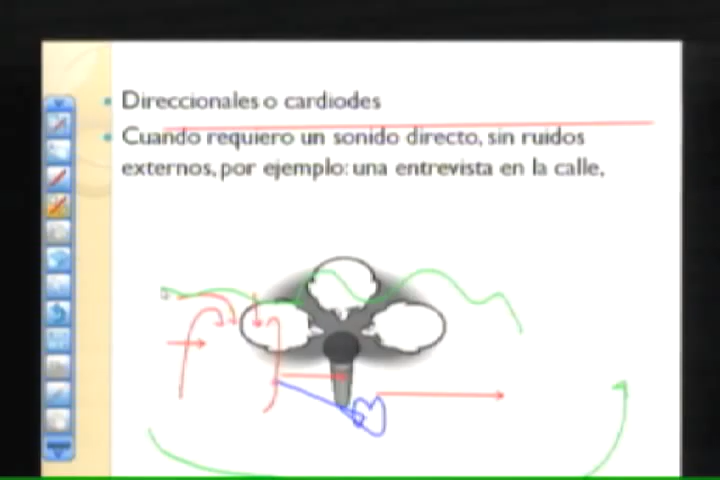 Direccionales o cardiodes
Cuando requiero un sonido directo, sin ruidos
externos, por ejemplo: una entrevista en la calle,